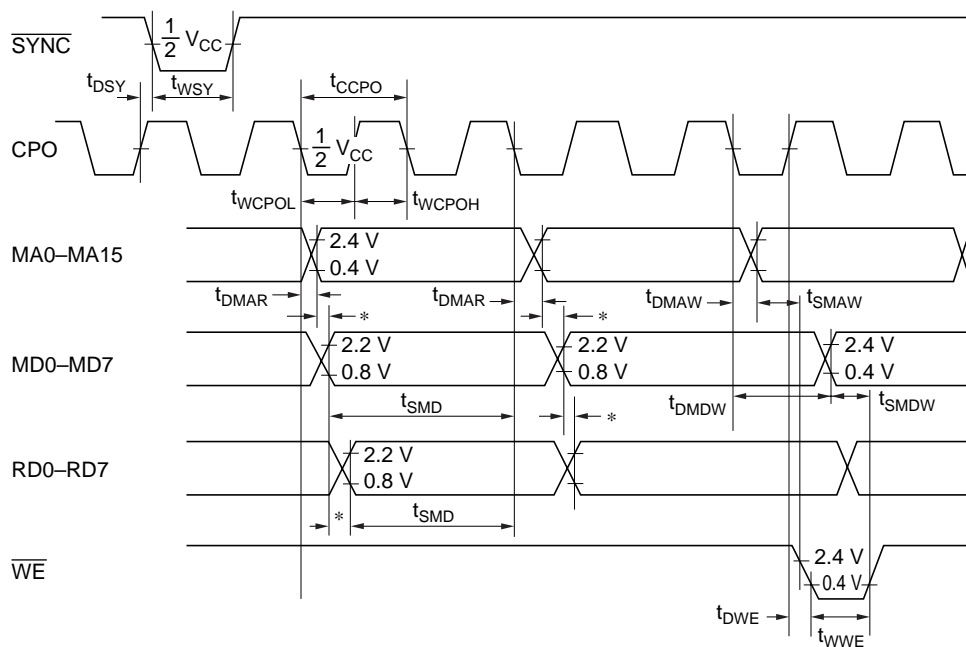 SYNC
1/2 VCC
tDSY
tWSY
tCCPO
CPO
1/2 VCC
tWCPOL
tWCPOH
MA0–MA15
2.4 V
0.4 V
tDMAR
tDMAR
tDMAW
tSMAW
*
*
MD0–MD7
2.2 V
0.8 V
2.2 V
0.8 V
2.4 V
0.4 V
tSMD
*
tDMDW
tSMDW
RD0–RD7
2.2 V
0.8 V
*
tSMD
WE
2.4 V
0.4 V
tDWE
tWWE